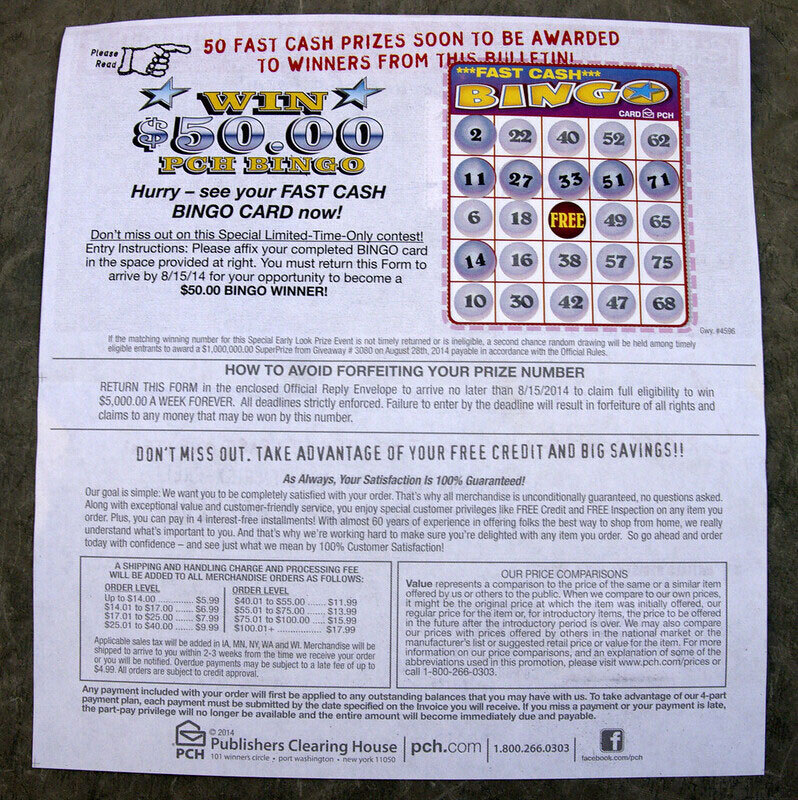 Please
Read
50 FAST CASH PRIZES SOON TO BE AWARDED
TO WINNERS FROM THIS BULLETIN!
WIN
$50.00
PCH BINGO
Hurry – see your FAST CASH
BINGO CARD now!
Don't miss out on this Special Limited-Time-Only contest!
Entry Instructions: Please affix your completed BINGO card
in the space provided at right. You must return this Form to
arrive by 8/15/14 for your opportunity to become a
$50.00 BINGO WINNER!
***FAST CASH***
BINGO
CARD PCH
2 22 40 52 62
11 27 33 51 71
6 18 FREE 49 65
14 16 38 57 75
10 30 42 47 68
Gwy. #4596
If the matching winning number for this Special Early Look Prize Event is not timely returned or is ineligible, a second chance random drawing will be held among timely
eligible entrants to award a $1,000,000.00 SuperPrize from Giveaway # 3080 on August 28th, 2014 payable in accordance with the Official Rules.
HOW TO AVOID FORFEITING YOUR PRIZE NUMBER
RETURN THIS FORM in the enclosed Official Reply Envelope to arrive no later than 8/15/2014 to claim full eligibility to win
$5,000.00 A WEEK FOREVER. All deadlines strictly enforced. Failure to enter by the deadline will result in forfeiture of all rights and
claims to any money that may be won by this number.
DON'T MISS OUT. TAKE ADVANTAGE OF YOUR FREE CREDIT AND BIG SAVINGS!!
As Always, Your Satisfaction Is 100% Guaranteed!
Our goal is simple: We want you to be completely satisfied with your order. That's why all merchandise is unconditionally guaranteed, no questions asked.
Along with exceptional value and customer-friendly service, you enjoy special customer privileges like FREE Credit and FREE Inspection on any item you
order. Plus, you can pay in 4 interest-free installments! With almost 60 years of experience in offering folks the best way to shop from home, we really
understand what's important to you. And that's why we're working hard to make sure you're delighted with any item you order. So go ahead and order
today with confidence – and see just what we mean by 100% Customer Satisfaction!
A SHIPPING AND HANDLING CHARGE AND PROCESSING FEE
WILL BE ADDED TO ALL MERCHANDISE ORDERS AS FOLLOWS:
ORDER LEVEL
Up to $14.00 ............ $5.99
$14.01 to $17.00 ...... $6.99
$17.01 to $25.00 ...... $7.99
$25.01 to $40.00 ...... $9.99
ORDER LEVEL
$40.01 to $55.00 ...... $11.99
$55.01 to $75.00 ...... $13.99
$75.01 to $100.00 .... $15.99
$100.01+ ................ $17.99
Applicable sales tax will be added in IA, MN, NY, WA and WI. Merchandise will be
shipped to arrive to you within 2-3 weeks from the time we receive your order
or you will be notified. Overdue payments may be subject to a late fee of up to
$4.99. All orders are subject to credit approval.
OUR PRICE COMPARISONS
Value represents a comparison to the price of the same or a similar item
offered by us or others to the public. When we compare to our own prices,
it might be the original price at which the item was initially offered, our
regular price for the item or, for introductory items, the price to be offered
in the future after the introductory period is over. We may also compare
our prices with prices offered by others in the national market or the
manufacturer's list or suggested retail price or value for the item. For more
information on our price comparisons, and an explanation of some of the
abbreviations used in this promotion, please visit www.pch.com/prices or
call 1-800-266-0303.
Any payment included with your order will first be applied to any outstanding balances that you may have with us. To take advantage of our 4-part
payment plan, each payment must be submitted by the date specified on the Invoice you will receive. If you miss a payment or your payment is late,
the part-pay privilege will no longer be available and the entire amount will become immediately due and payable.
PCH
© 2014
Publishers Clearing House
101 winners circle • port washington • new york 11050
pch.com
1.800.266.0303
f
facebook.com/pch